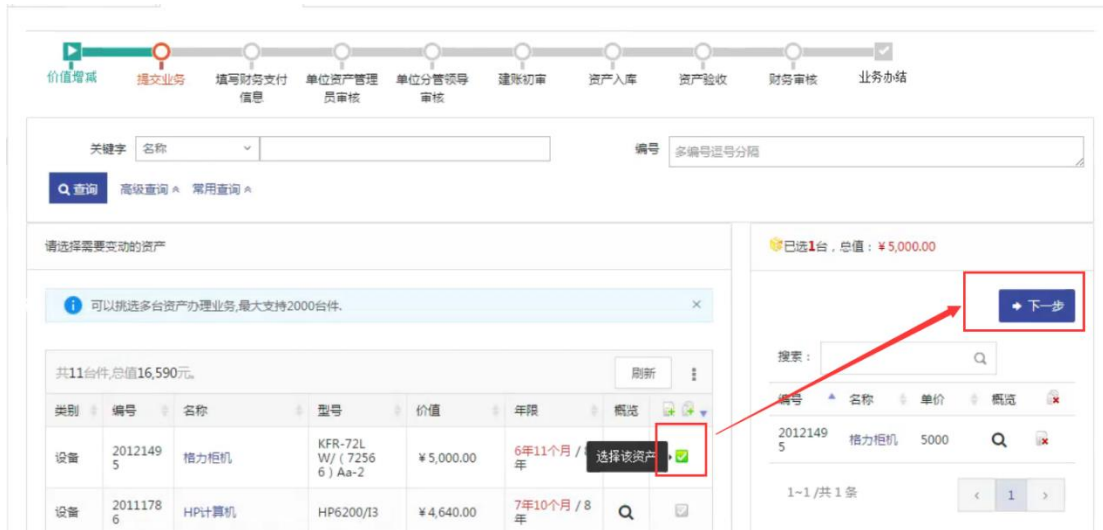 价值增减
提交业务
填写财务支付
信息
单位资产管理
员审核
单位分管领导
审核
建账初审
资产入库
资产验收
财务审核
业务办结
关键字 名称
编号 多编号逗号分隔
查询 高级查询 常用查询
请选择需要变动的资产
已选1台，总值：￥5,000.00
可以挑选多台资产办理业务,最大支持2000台件.
×
下一步
共11台件,总值16,590元。
刷新
搜索：
类别 编号 名称 型号 价值 年限 概览
设备
2012149
5
格力柜机
KFR-72L
W/（7256
6）Aa-2
￥5,000.00
6年11个月 /
年
选择该资产
设备
2011178
6
HP计算机
HP6200/I3
￥4,640.00
7年10个月 / 8
年
编号 名称 单价 概览
2012149
5
格力柜机
5000
1~1 /共 1 条
‹ 1 ›